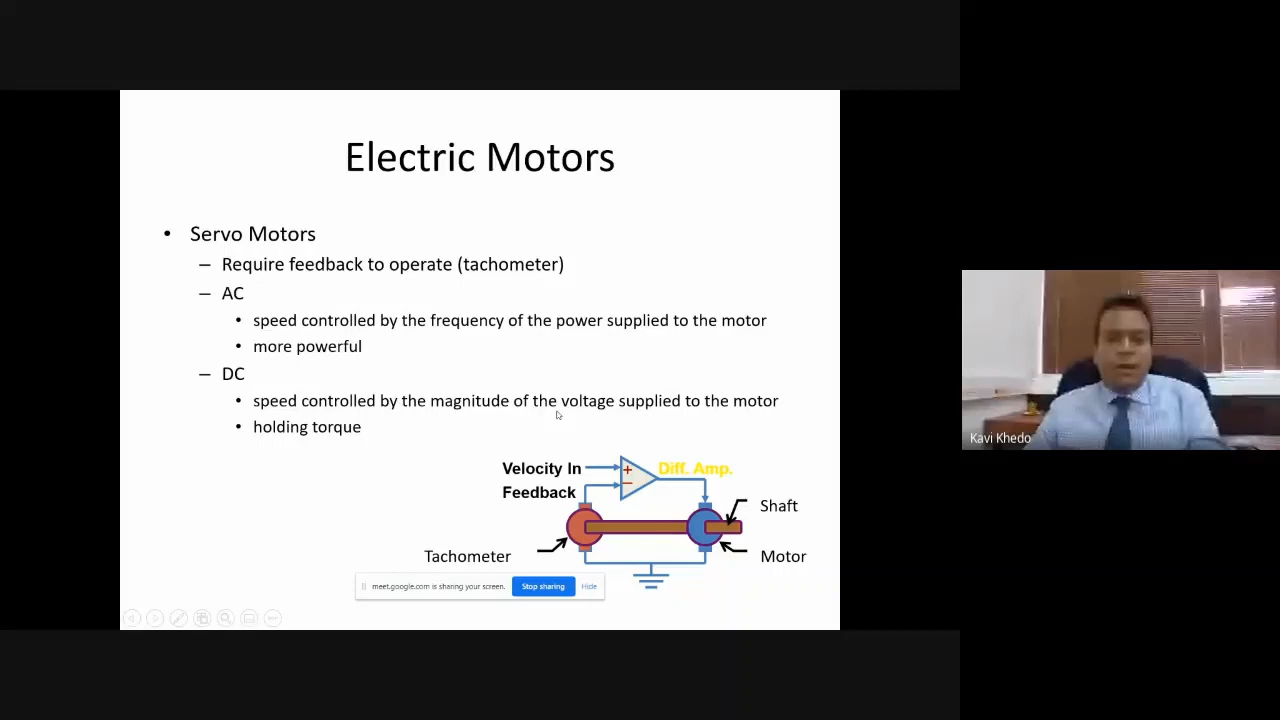 Electric Motors
• Servo Motors
– Require feedback to operate (tachometer)
– AC
• speed controlled by the frequency of the power supplied to the motor
• more powerful
– DC
• speed controlled by the magnitude of the voltage supplied to the motor
• holding torque
Velocity In
+
Diff. Amp.
Feedback
–
Shaft
Tachometer
Motor
meet.google.com is sharing your screen.
Stop sharing
Hide
Kavi Khedo